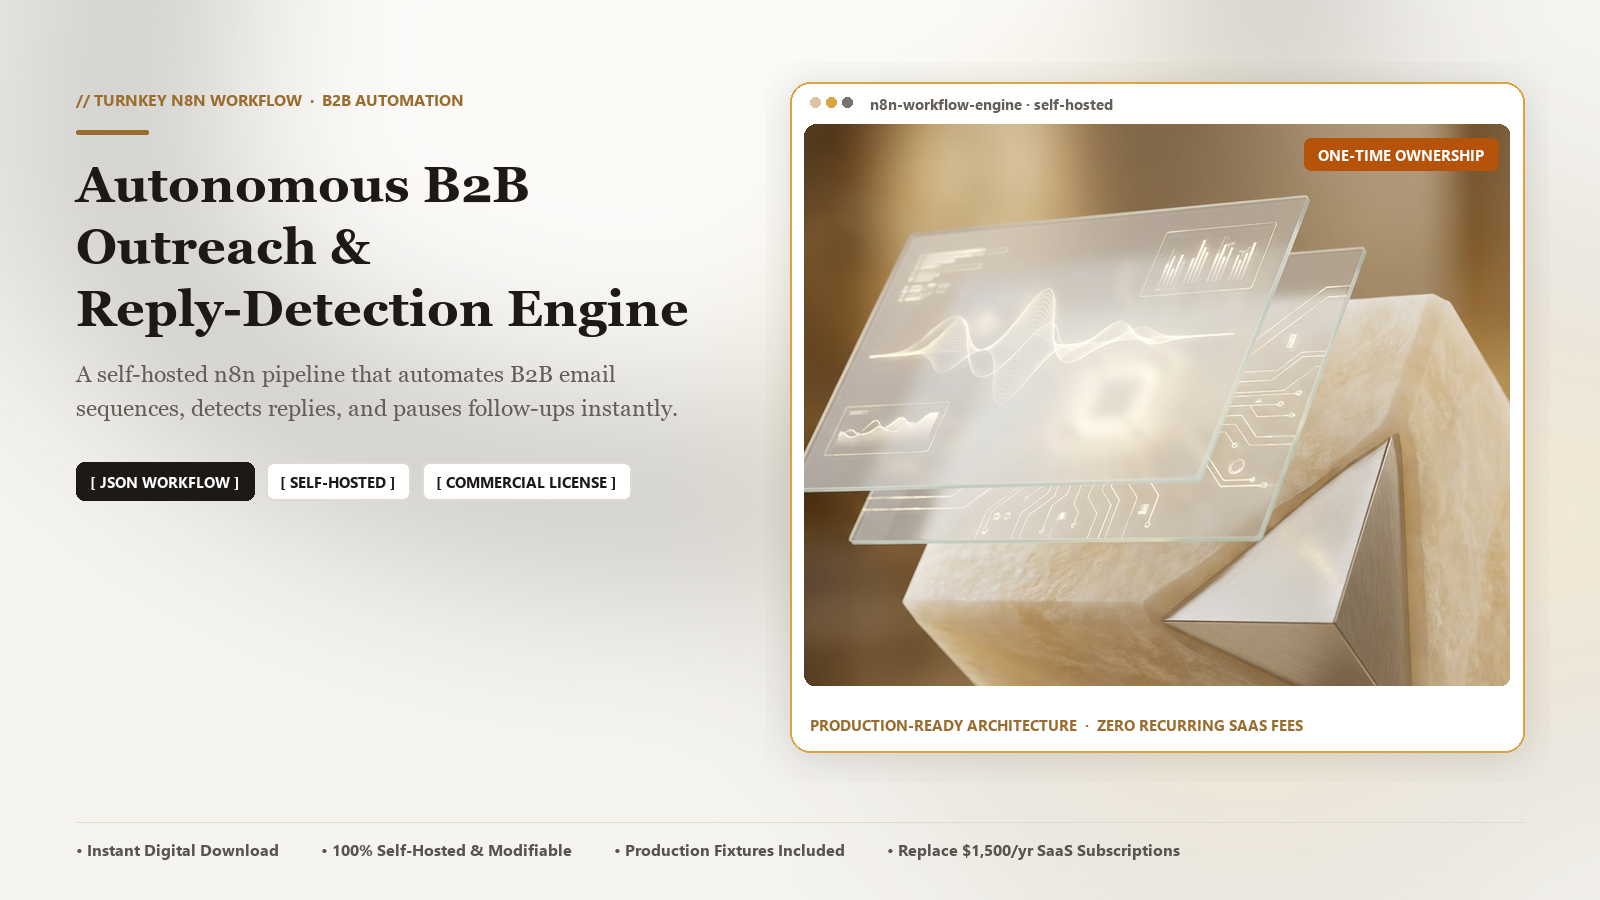 // TURNKEY N8N WORKFLOW · B2B AUTOMATION
Autonomous B2B
Outreach &
Reply-Detection Engine
A self-hosted n8n pipeline that automates B2B email
sequences, detects replies, and pauses follow-ups instantly.
[ JSON WORKFLOW ]
[ SELF-HOSTED ]
[ COMMERCIAL LICENSE ]
n8n-workflow-engine · self-hosted
ONE-TIME OWNERSHIP
PRODUCTION-READY ARCHITECTURE · ZERO RECURRING SAAS FEES
• Instant Digital Download
• 100% Self-Hosted & Modifiable
• Production Fixtures Included
• Replace $1,500/yr SaaS Subscriptions